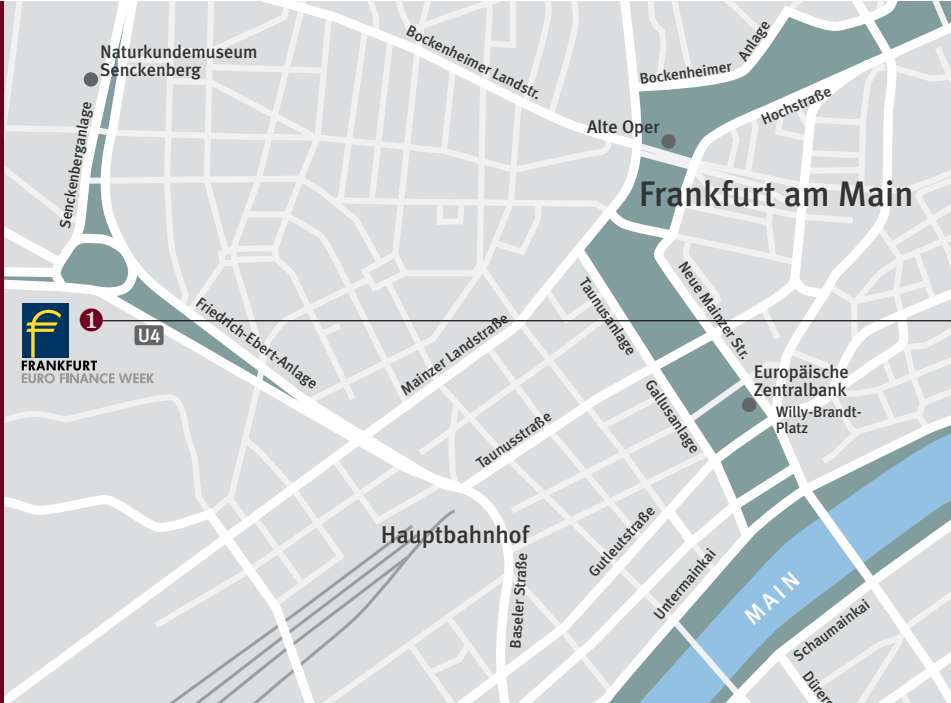 Naturkundemuseum
Senckenberg
Senckenberganlage
Bockenheimer Landstr.
Bockenheimer
Anlage
Hochstraße
Alte Oper
Frankfurt am Main
1
U4
FRANKFURT
EURO FINANCE WEEK
Friedrich-Ebert-Anlage
Mainzer Landstraße
Taunusanlage
Neue Mainzer Str.
Europäische
Zentralbank
Willy-Brandt-
Platz
Gallusanlage
Taunusstraße
Hauptbahnhof
Gutleutstraße
Untermainkai
Baseler Straße
MAIN
Schaumainkai